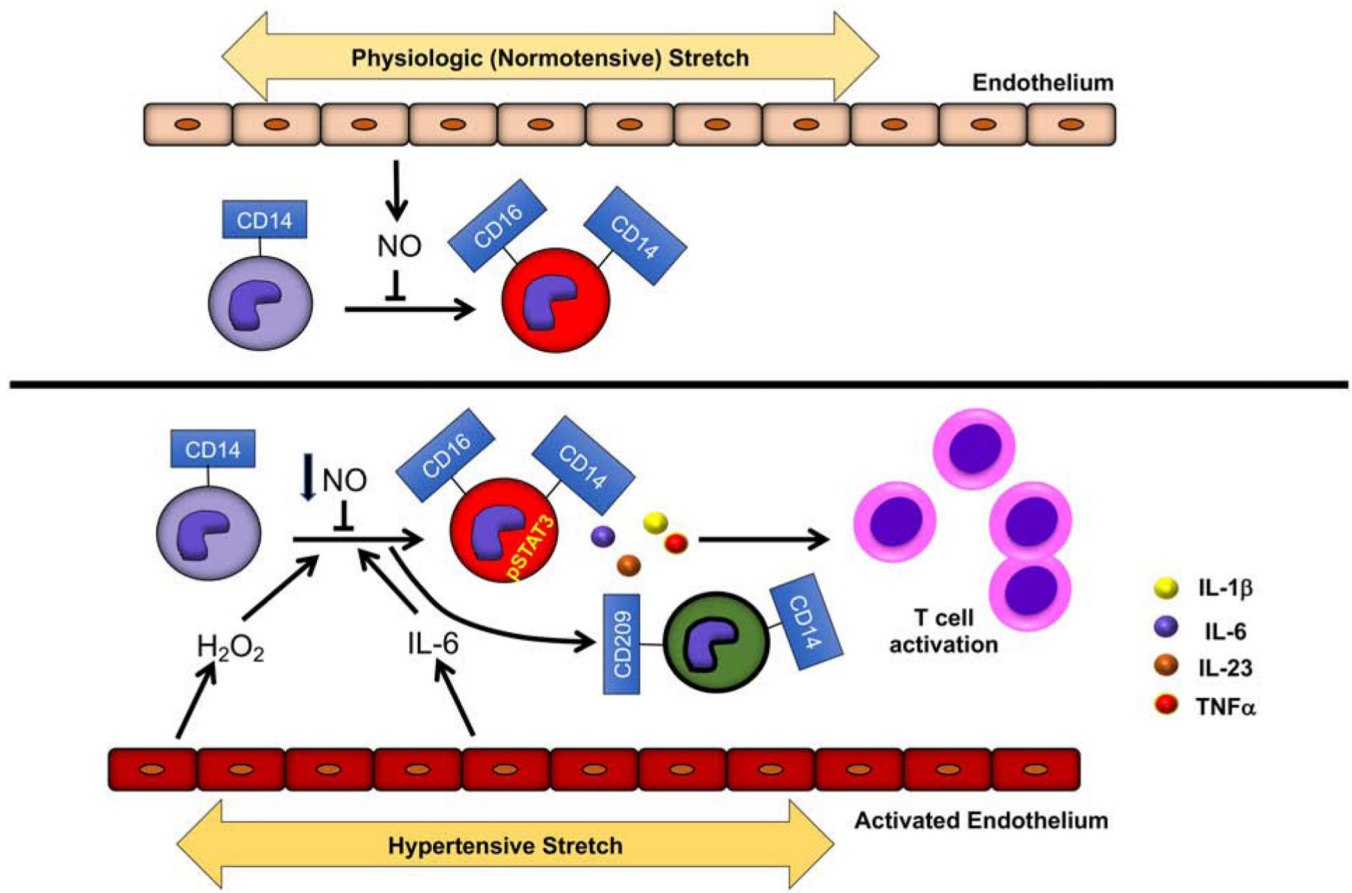 Physiologic (Normotensive) Stretch
Endothelium
CD14
CD16
CD14
NO
CD14
CD16
CD14
NO
pSTAT3
CD209
CD14
T cell
activation
IL-1β
IL-6
IL-23
TNFα
H₂O₂
IL-6
Activated Endothelium
Hypertensive Stretch